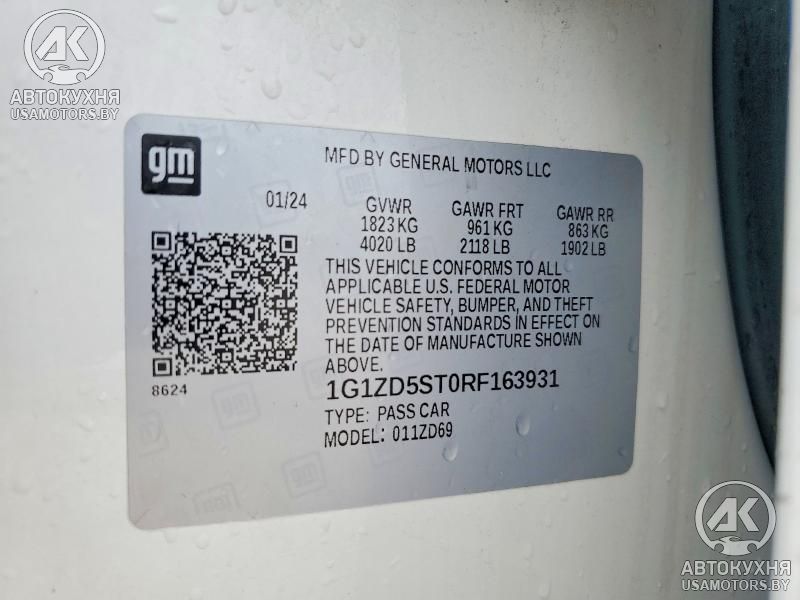 AK
АВТОКУХНЯ
USAMOTORS.BY
gm
MFD BY GENERAL MOTORS LLC
01/24 GVWR GAWR FRT GAWR RR
1823 KG 961 KG 863 KG
4020 LB 2118 LB 1902 LB
THIS VEHICLE CONFORMS TO ALL
APPLICABLE U.S. FEDERAL MOTOR
VEHICLE SAFETY, BUMPER, AND THEFT
PREVENTION STANDARDS IN EFFECT ON
THE DATE OF MANUFACTURE SHOWN
ABOVE.
8624
1G1ZD5ST0RF163931
TYPE: PASS CAR
MODEL: 011ZD69
AK
АВТОКУХНЯ
USAMOTORS.BY